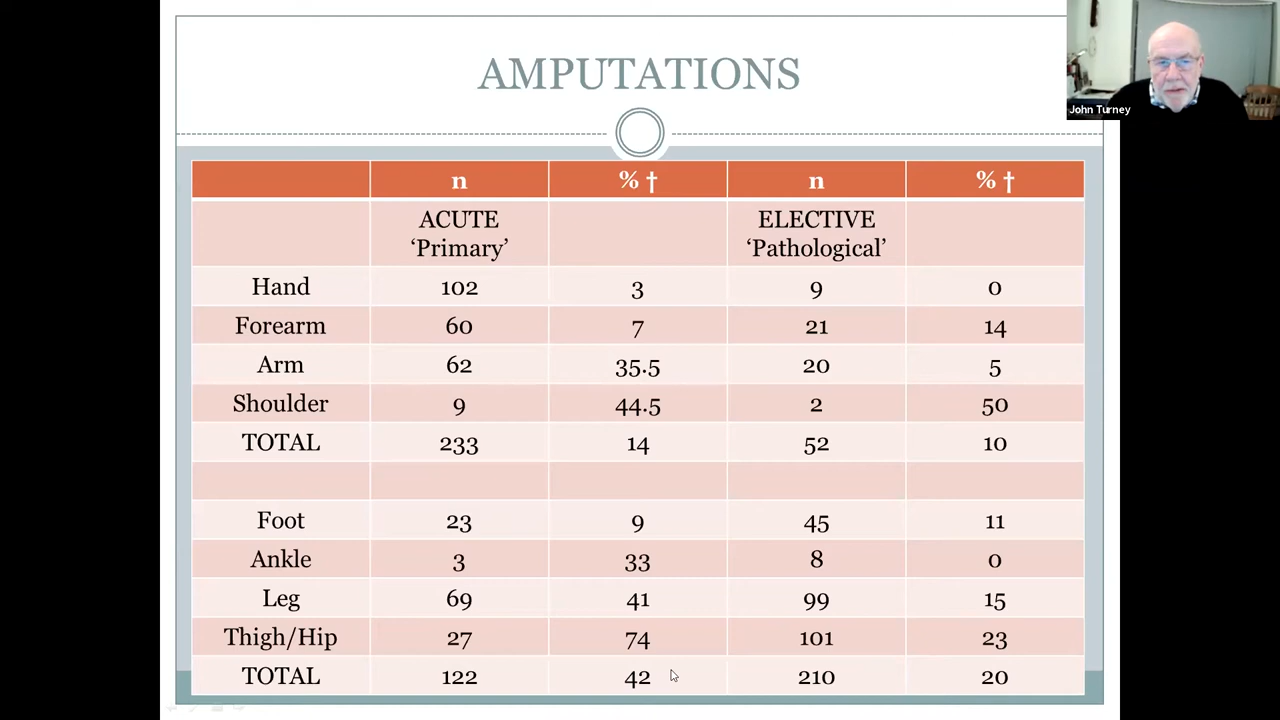 AMPUTATIONS
John Turney
n % † n % †
ACUTE ELECTIVE
‘Primary’ ‘Pathological’
Hand 102 3 9 0
Forearm 60 7 21 14
Arm 62 35.5 20 5
Shoulder 9 44.5 2 50
TOTAL 233 14 52 10
Foot 23 9 45 11
Ankle 3 33 8 0
Leg 69 41 99 15
Thigh/Hip 27 74 101 23
TOTAL 122 42 210 20